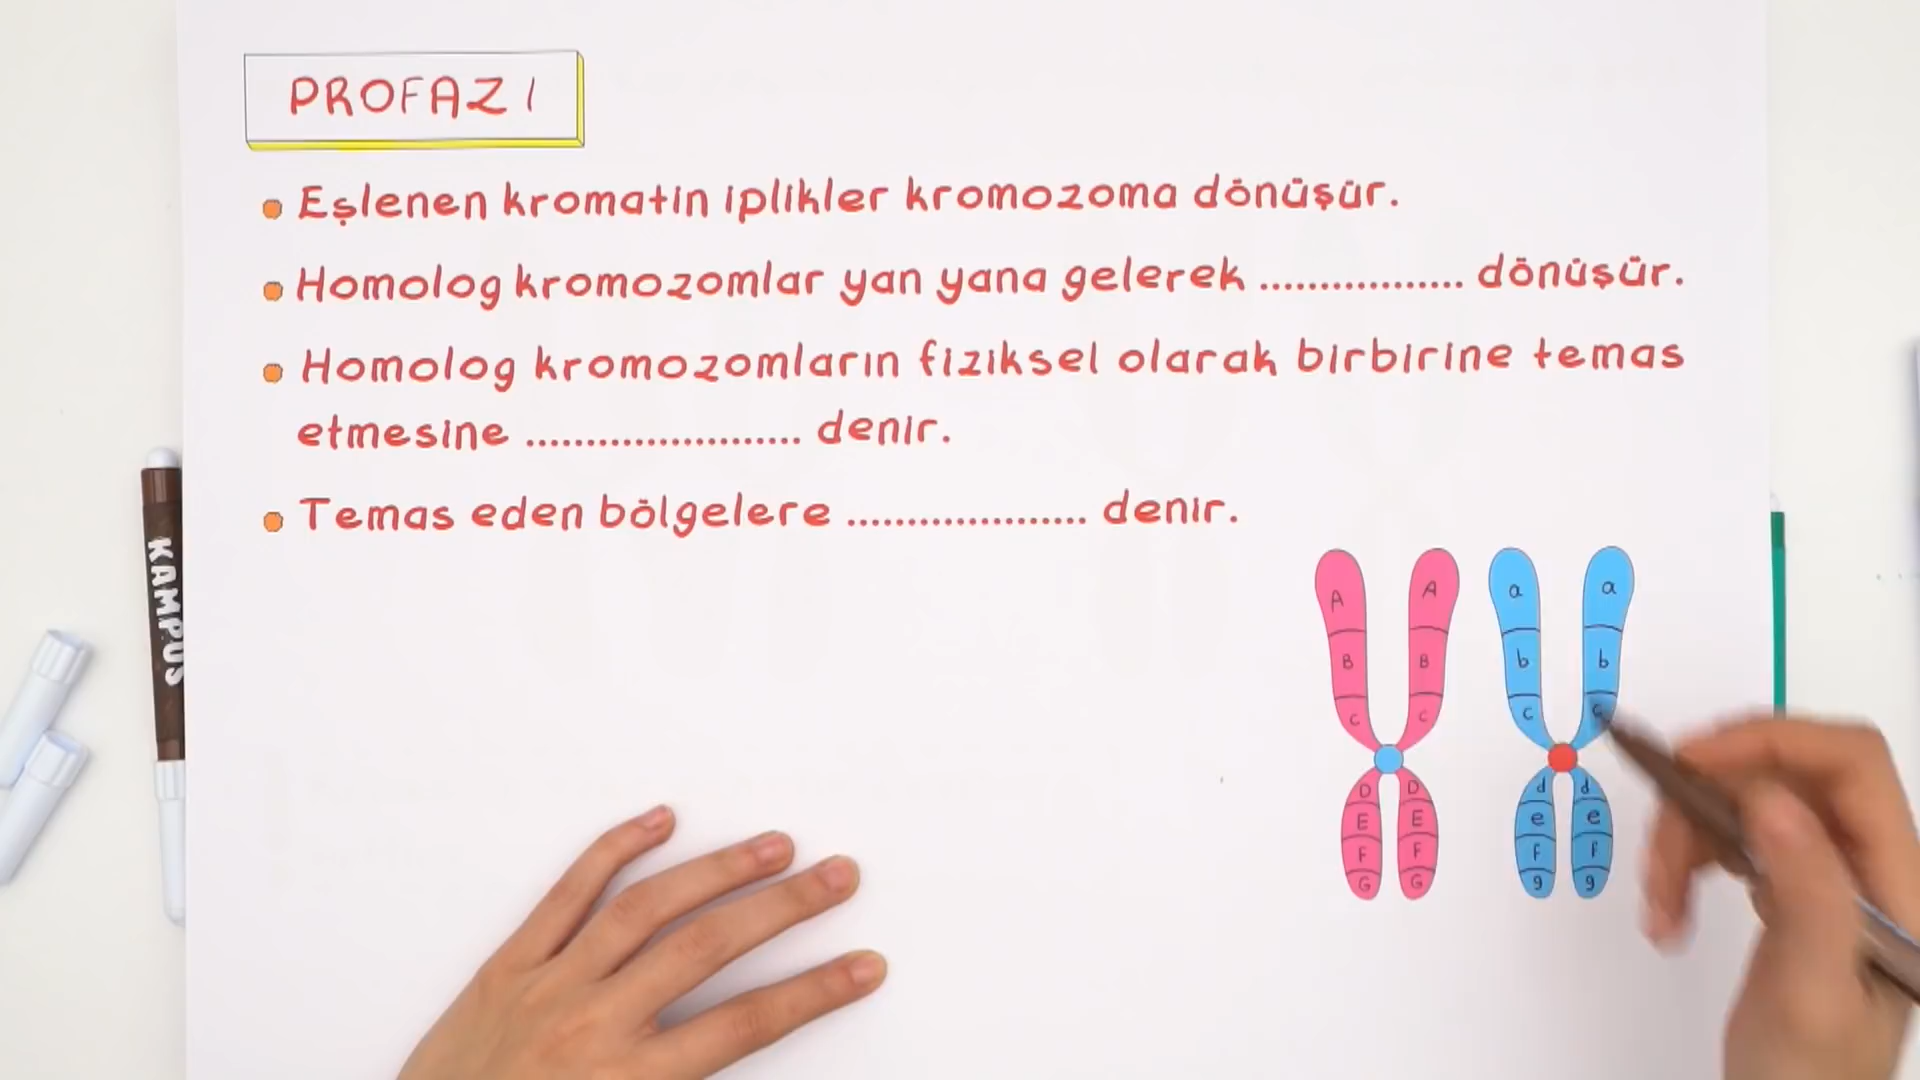 PROFAZ I
Eşlenen kromatin iplikler kromozoma dönüşür.
Homolog kromozomlar yan yana gelerek ................. dönüşür.
Homolog kromozomların fiziksel olarak birbirine temas
etmesine ....................... denir.
Temas eden bölgelere .................... denir.
KAMPÜS
A A a a
B B b b
C C c c
D D d d
E E e e
F F f f
G G g g